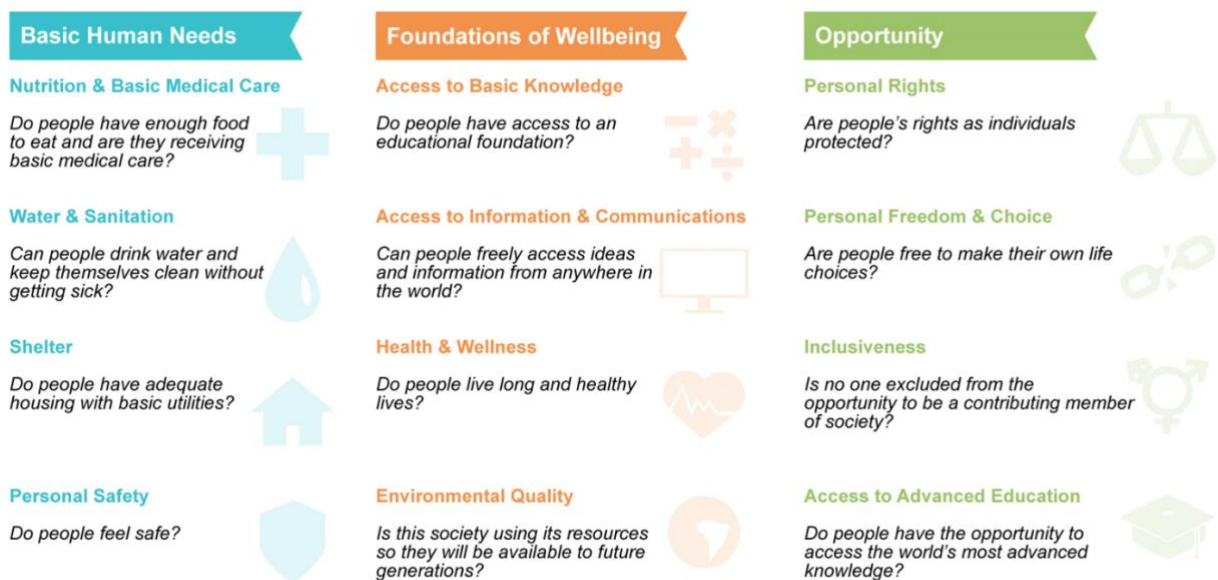 Basic Human Needs
Nutrition & Basic Medical Care
Do people have enough food
to eat and are they receiving
basic medical care?
Water & Sanitation
Can people drink water and
keep themselves clean without
getting sick?
Shelter
Do people have adequate
housing with basic utilities?
Personal Safety
Do people feel safe?
Foundations of Wellbeing
Access to Basic Knowledge
Do people have access to an
educational foundation?
Access to Information & Communications
Can people freely access ideas
and information from anywhere in
the world?
Health & Wellness
Do people live long and healthy
lives?
Environmental Quality
Is this society using its resources
so they will be available to future
generations?
Opportunity
Personal Rights
Are people's rights as individuals
protected?
Personal Freedom & Choice
Are people free to make their own life
choices?
Inclusiveness
Is no one excluded from the
opportunity to be a contributing member
of society?
Access to Advanced Education
Do people have the opportunity to
access the world's most advanced
knowledge?